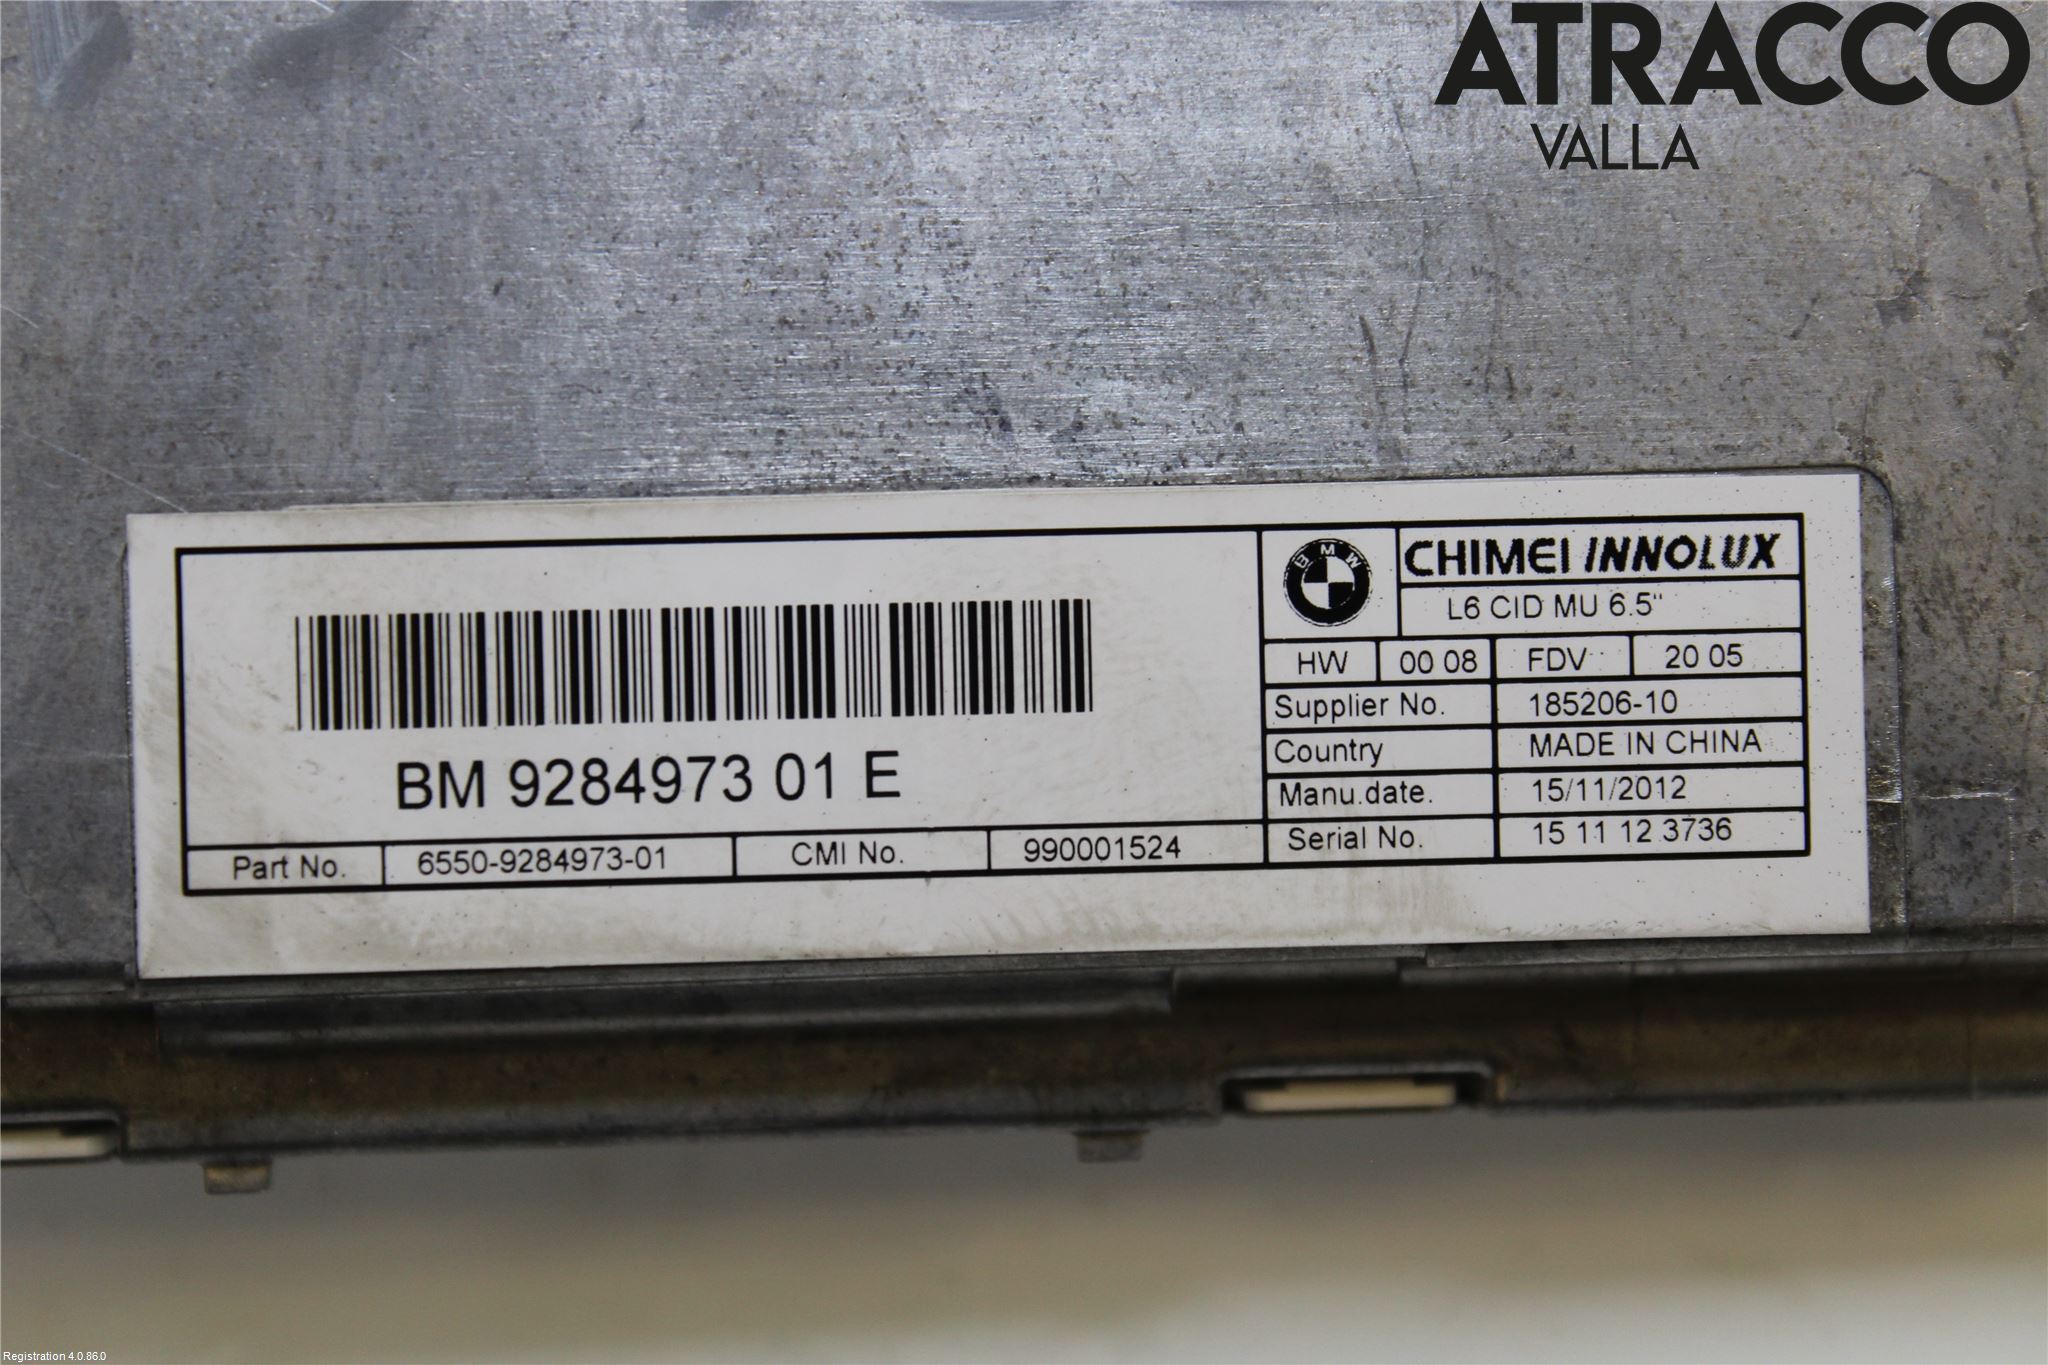 ATRACCO
VALLA
BMW
CHIMEI INNOLUX
L6 CID MU 6.5"
HW 00 08 FDV 20 05
Supplier No. 185206-10
Country MADE IN CHINA
Manu.date. 15/11/2012
Serial No. 15 11 12 3736
BM 9284973 01 E
Part No. 6550-9284973-01 CMI No. 990001524
Registration 4.0.86.0